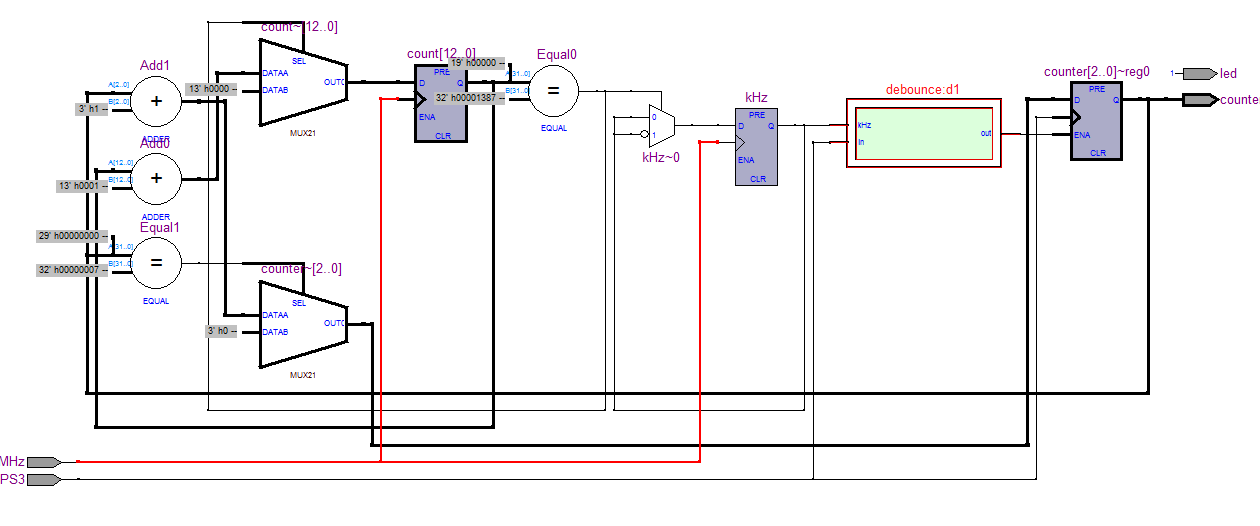 count~[12..0]
SEL
DATAA
DATAB
OUT0
MUX21
13' h0000 --
count[12..0]
PRE
D
Q
ENA
CLR
19' h00000 --
32' h00001387 --
Equal0
A[31..0]
B[31..0]
=
EQUAL
Add1
A[2..0]
B[2..0]
3' h1 --
+
ADDER
Add0
A[12..0]
B[12..0]
13' h0001 --
+
ADDER
Equal1
29' h00000000 --
A[31..0]
32' h00000007 --
B[31..0]
=
EQUAL
counter~[2..0]
SEL
DATAA
DATAB
OUT0
3' h0 --
MUX21
0
1
kHz~0
kHz
PRE
D
Q
ENA
CLR
debounce:d1
kHz
in
out
counter[2..0]~reg0
PRE
D
Q
ENA
CLR
1
led
counte
MHz
PS3